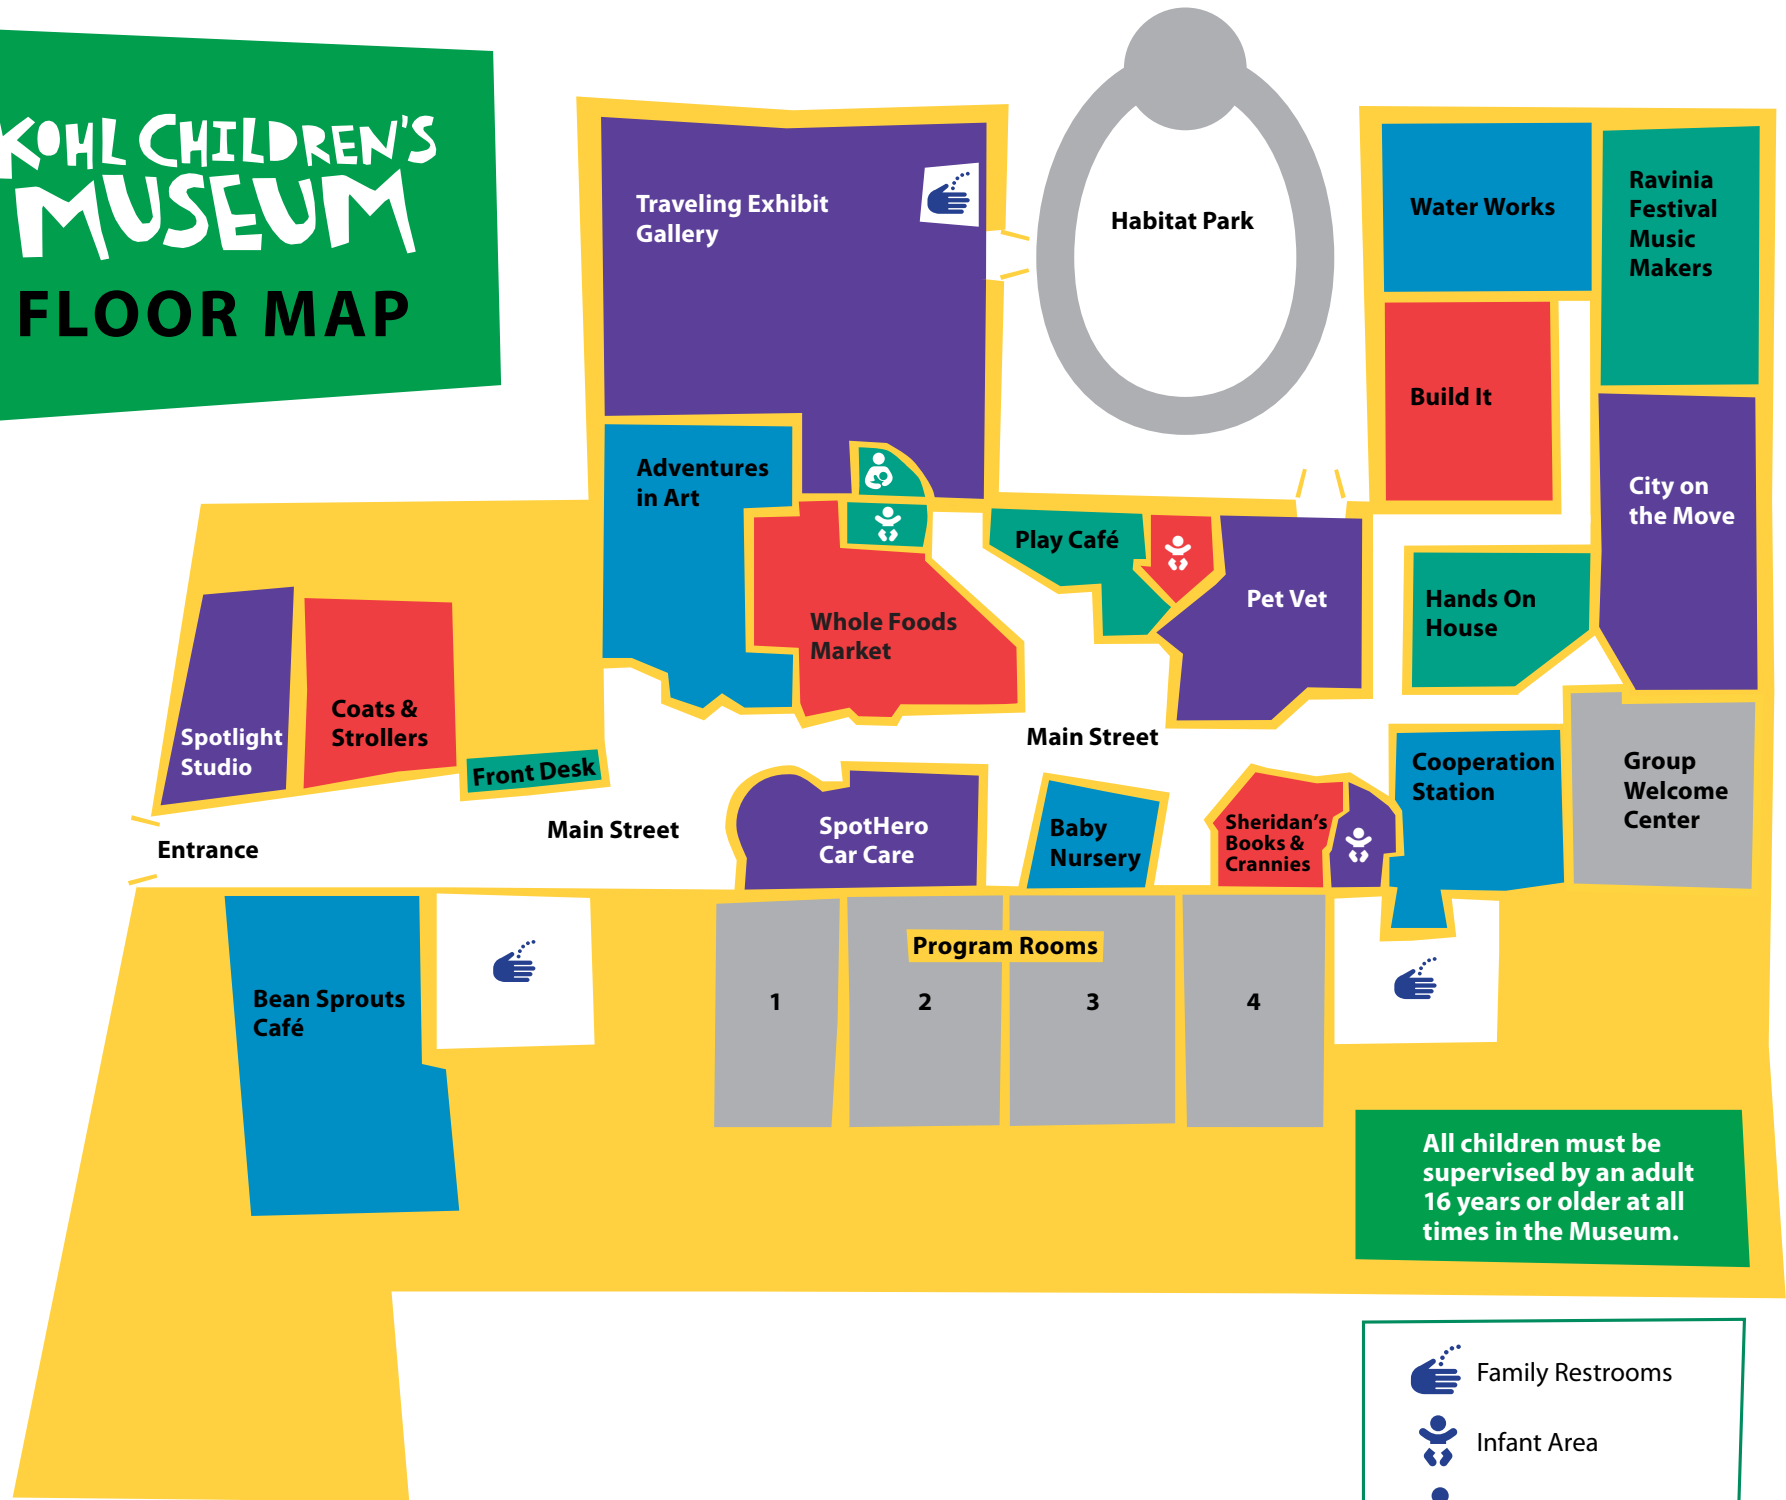 KOHL CHILDREN'S
MUSEUM
FLOOR MAP
Traveling Exhibit
Gallery
Habitat Park
Water Works
Ravinia
Festival
Music
Makers
Build It
Adventures
in Art
City on
the Move
Play Café
Pet Vet
Hands On
House
Whole Foods
Market
Spotlight
Studio
Coats &
Strollers
Front Desk
Main Street
Cooperation
Station
Group
Welcome
Center
Entrance
Main Street
SpotHero
Car Care
Baby
Nursery
Sheridan's
Books &
Crannies
Bean Sprouts
Café
Program Rooms
1
2
3
4
All children must be
supervised by an adult
16 years or older at all
times in the Museum.
Family Restrooms
Infant Area